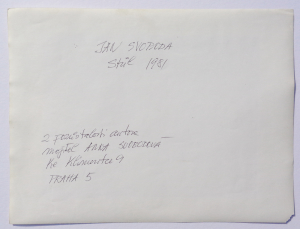 JAN SVOBODA
Stůl 1981
z pozůstalosti autora
majitel ANNA SVOBODOVÁ
Ke Klimentce 9
PRAHA 5